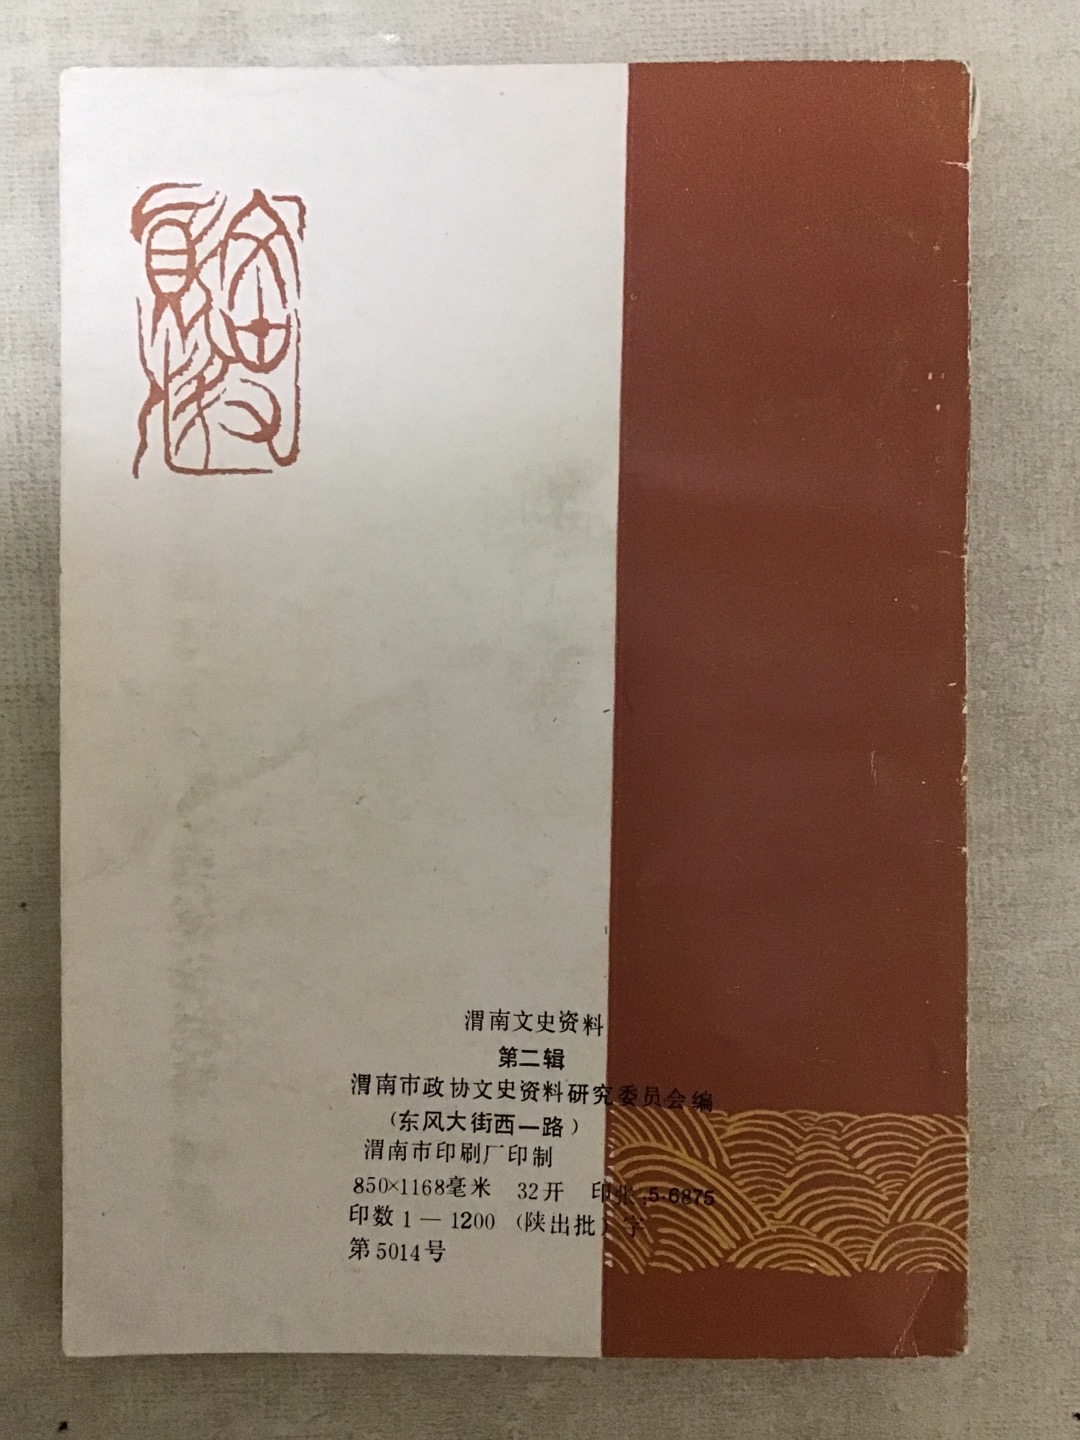 渭南文史资料
第二辑
渭南市政协文史资料研究委员会编
（东风大街西一路）
渭南市印刷厂印制
850×1168毫米 32开 印张:5·6875
印数1—1200 （陕出批）字
第5014号